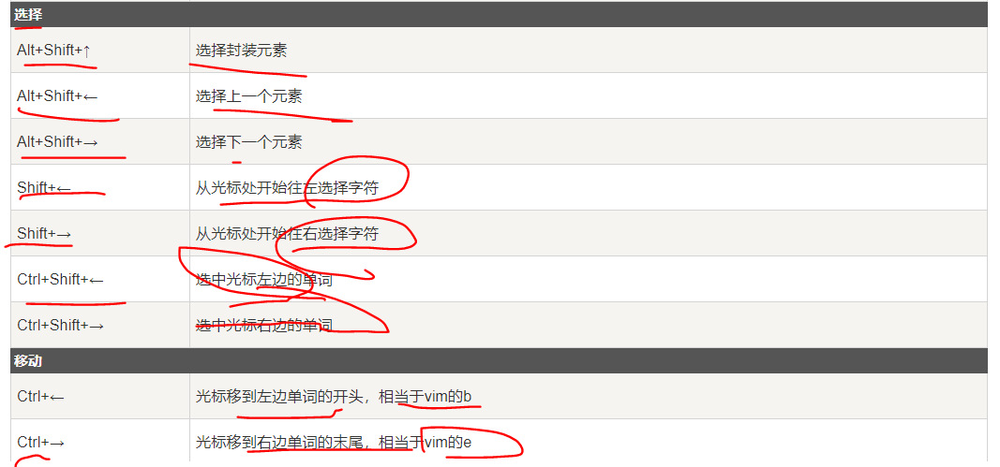 选择
Alt+Shift+↑ 选择封装元素
Alt+Shift+← 选择上一个元素
Alt+Shift+→ 选择下一个元素
Shift+← 从光标处开始往左选择字符
Shift+→ 从光标处开始往右选择字符
Ctrl+Shift+← 选中光标左边的单词
Ctrl+Shift+→ 选中光标右边的单词
移动
Ctrl+← 光标移到左边单词的开头，相当于vim的b
Ctrl+→ 光标移到右边单词的末尾，相当于vim的e